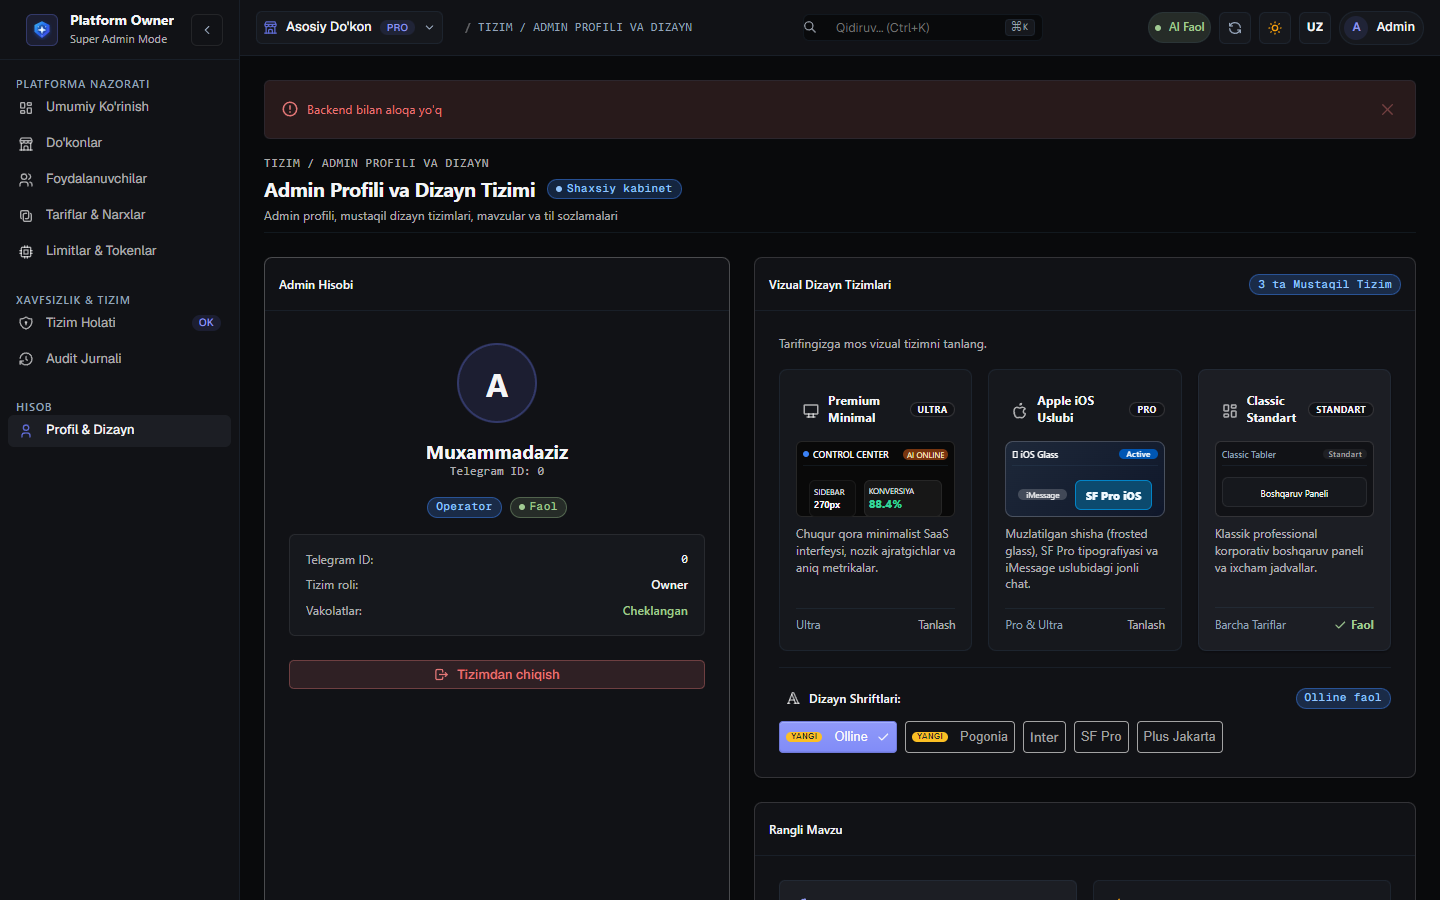 Platform Owner
Super Admin Mode
PLATFORMA NAZORATI
Umumiy Ko'rinish
Do'konlar
Foydalanuvchilar
Tariflar & Narxlar
Limitlar & Tokenlar
XAVFSIZLIK & TIZIM
Tizim Holati OK
Audit Jurnali
HISOB
Profil & Dizayn
Asosiy Do'kon PRO
/ TIZIM / ADMIN PROFILI VA DIZAYN
Qidiruv... (Ctrl+K) ⌘K
AI Faol
UZ
A Admin
Backend bilan aloqa yo'q
TIZIM / ADMIN PROFILI VA DIZAYN
Admin Profili va Dizayn Tizimi Shaxsiy kabinet
Admin profili, mustaqil dizayn tizimlari, mavzular va til sozlamalari
Admin Hisobi
A
Muxammadaziz
Telegram ID: 0
Operator Faol
Telegram ID: 0
Tizim roli: Owner
Vakolatlar: Cheklangan
Tizimdan chiqish
Vizual Dizayn Tizimlari 3 ta Mustaqil Tizim
Tarifingizga mos vizual tizimni tanlang.
Premium Minimal ULTRA
CONTROL CENTER AI ONLINE
SIDEBAR
270px
KONVERSIYA
88.4%
Chuqur qora minimalist SaaS
interfeysi, nozik ajratgichlar va
aniq metrikalar.
Ultra Tanlash
Apple iOS Uslubi PRO
iOS Glass Active
iMessage SF Pro iOS
Muzlatilgan shisha (frosted
glass), SF Pro tipografiyasi va
iMessage uslubidagi jonli
chat.
Pro & Ultra Tanlash
Classic Standart STANDART
Classic Tabler Standart
Boshqaruv Paneli
Klassik professional
korporativ boshqaruv paneli
va ixcham jadvallar.
Barcha Tariflar Faol
Dizayn Shriftlari: Olline faol
YANGI Olline
YANGI Pogonia
Inter
SF Pro
Plus Jakarta
Rangli Mavzu